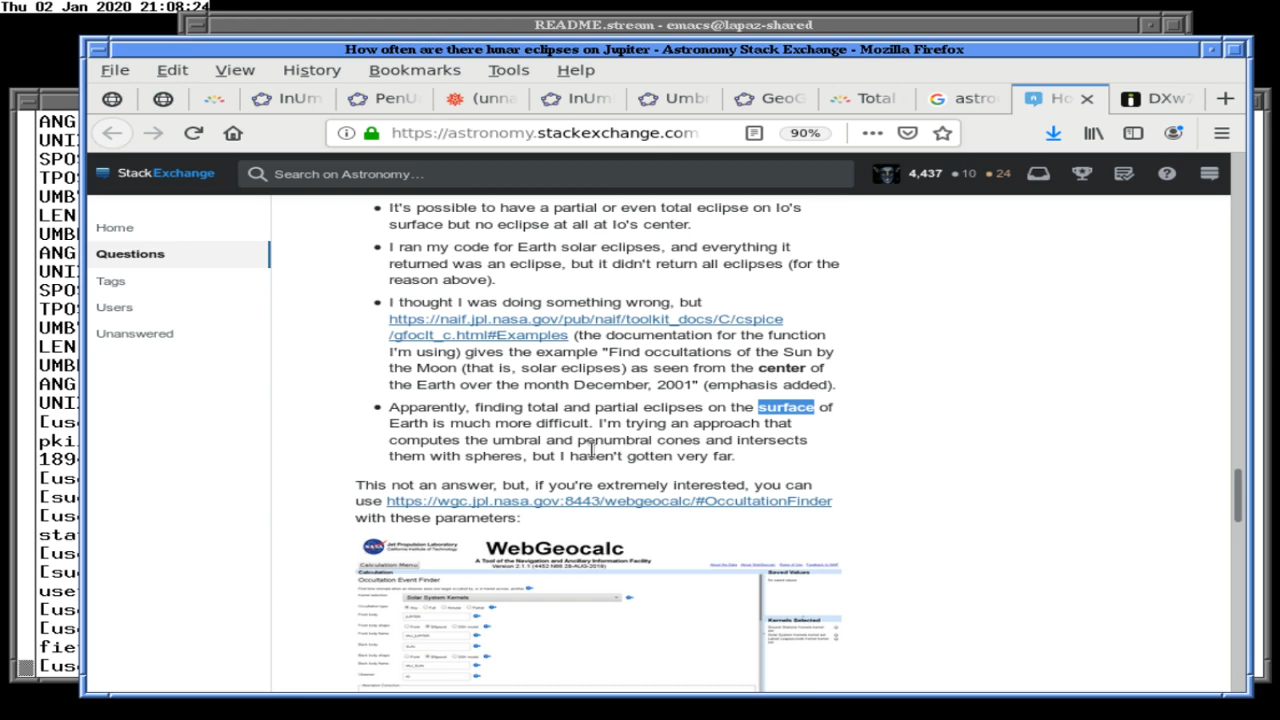 Thu 02 Jan 2020 21:08:24
README.stream - emacs@lapaz-shared
How often are there lunar eclipses on Jupiter - Astronomy Stack Exchange - Mozilla Firefox
File Edit View History Bookmarks Tools Help
InUm PenU (unna InUm Umbr GeoG Total astro Ho DXw7
https://astronomy.stackexchange.com 90%
StackExchange Search on Astronomy… 4,437 10 24
Home
Questions
Tags
Users
Unanswered
It's possible to have a partial or even total eclipse on Io's
surface but no eclipse at all at Io's center.
I ran my code for Earth solar eclipses, and everything it
returned was an eclipse, but it didn't return all eclipses (for the
reason above).
I thought I was doing something wrong, but
https://naif.jpl.nasa.gov/pub/naif/toolkit_docs/C/cspice
/gfoclt_c.html#Examples (the documentation for the function
I'm using) gives the example "Find occultations of the Sun by
the Moon (that is, solar eclipses) as seen from the center of
the Earth over the month December, 2001" (emphasis added).
Apparently, finding total and partial eclipses on the surface of
Earth is much more difficult. I'm trying an approach that
computes the umbral and penumbral cones and intersects
them with spheres, but I haven't gotten very far.
This not an answer, but, if you're extremely interested, you can
use https://wgc.jpl.nasa.gov:8443/webgeocalc/#OccultationFinder
with these parameters:
NASA
Jet Propulsion Laboratory
California Institute of Technology
WebGeocalc
A Tool of the Navigation and Ancillary Information Facility
Calculation Menu
Calculation
Occultation Event Finder
Solar System Kernels
Saved Values
Kernels Selected
ANG
UNI
SPO
TPO
UMB
LEN
UMB
ANG
UNI
SPO
TPO
UMB
LEN
UMB
ANG
UNI
[us
pki
189
[us
[su
[us
sta
[us
[su
use
[us
[us
fie
[us